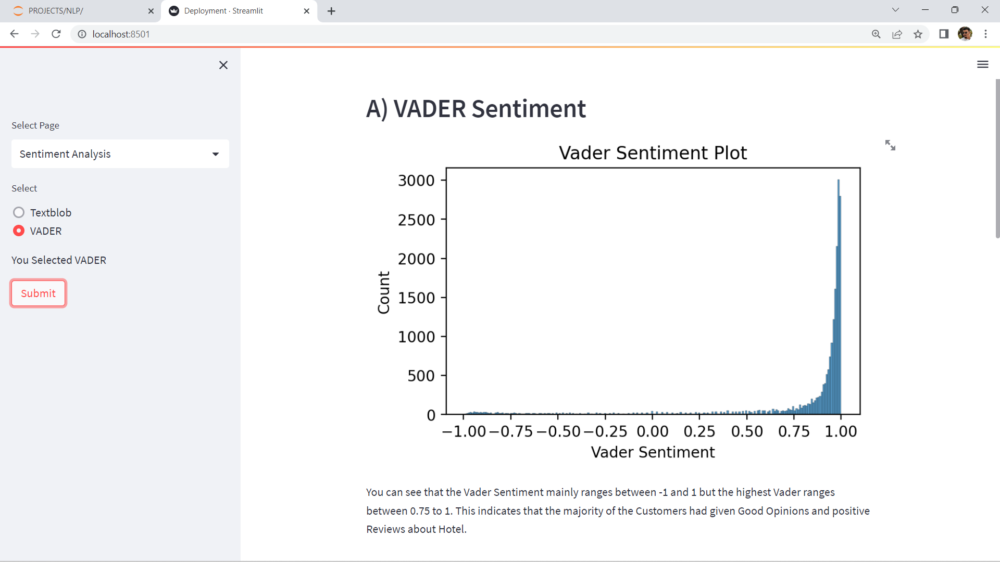 PROJECTS/NLP/
Deployment · Streamlit
localhost:8501
Select Page
Sentiment Analysis
Select
Textblob
VADER
You Selected VADER
Submit
A) VADER Sentiment
Vader Sentiment Plot
3000
2500
2000
1500
1000
500
0
Count
−1.00 −0.75 −0.50 −0.25 0.00 0.25 0.50 0.75 1.00
Vader Sentiment
You can see that the Vader Sentiment mainly ranges between -1 and 1 but the highest Vader ranges
between 0.75 to 1. This indicates that the majority of the Customers had given Good Opinions and positive
Reviews about Hotel.